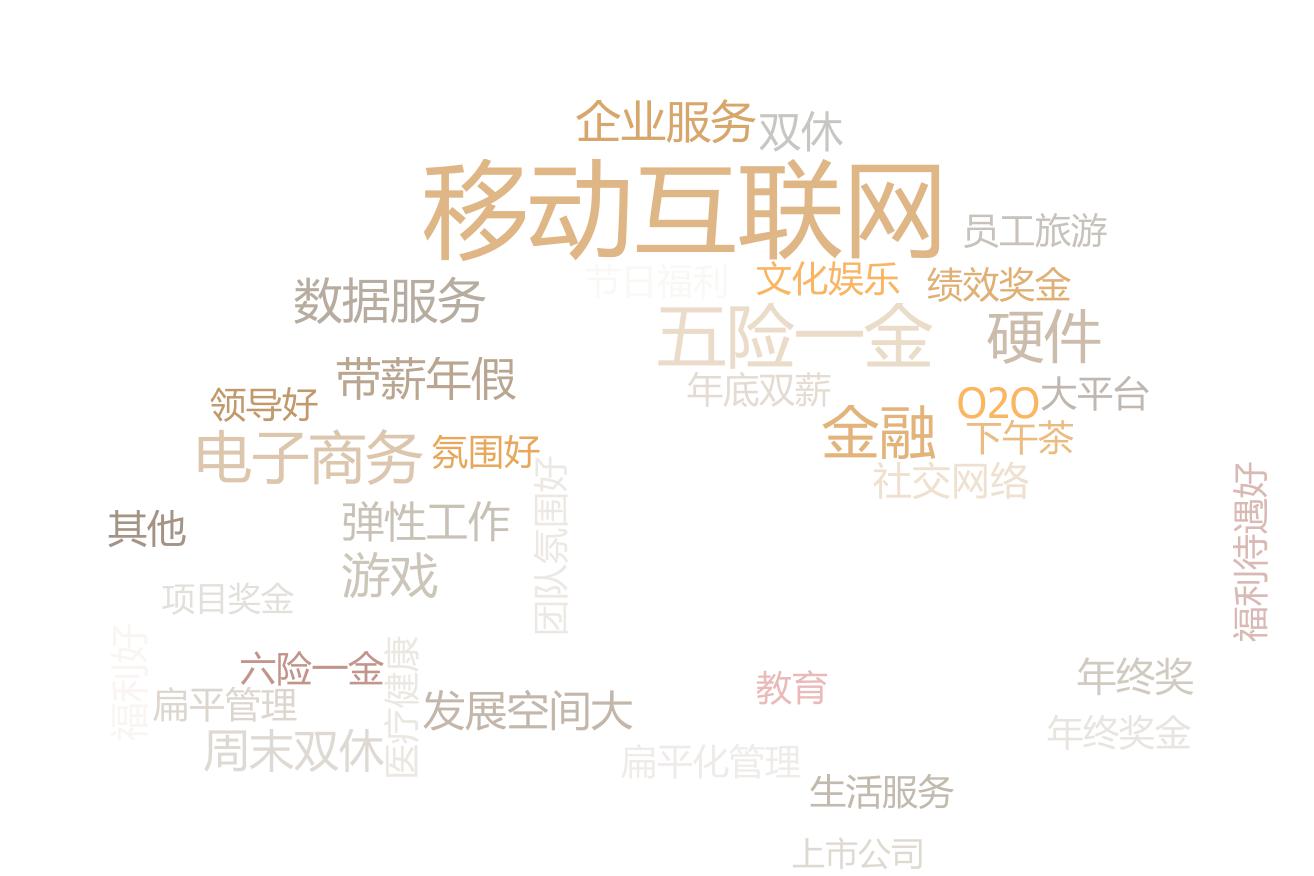 企业服务
双休
移动互联网
员工旅游
节日福利
文化娱乐
绩效奖金
数据服务
五险一金
硬件
带薪年假
年底双薪
领导好
O2O
大平台
金融
下午茶
电子商务
氛围好
社交网络
团队氛围好
福利待遇好
其他
弹性工作
游戏
项目奖金
福利好
六险一金
医疗健康
扁平管理
发展空间大
教育
年终奖
周末双休
年终奖金
扁平化管理
生活服务
上市公司